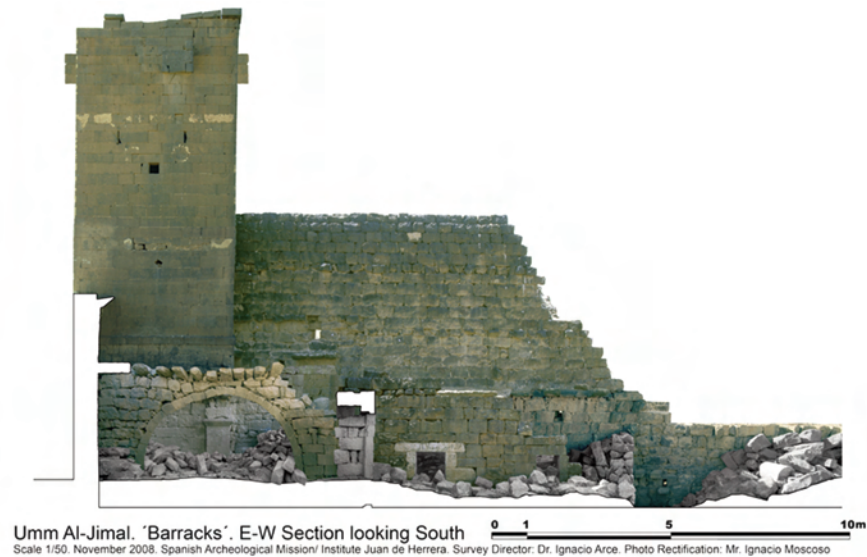 Umm Al-Jimal. ´Barracks´. E-W Section looking South
0 1 5 10m
Scale 1/50. November 2008. Spanish Archeological Mission/ Institute Juan de Herrera. Survey Director: Dr. Ignacio Arce. Photo Rectification: Mr. Ignacio Moscoso